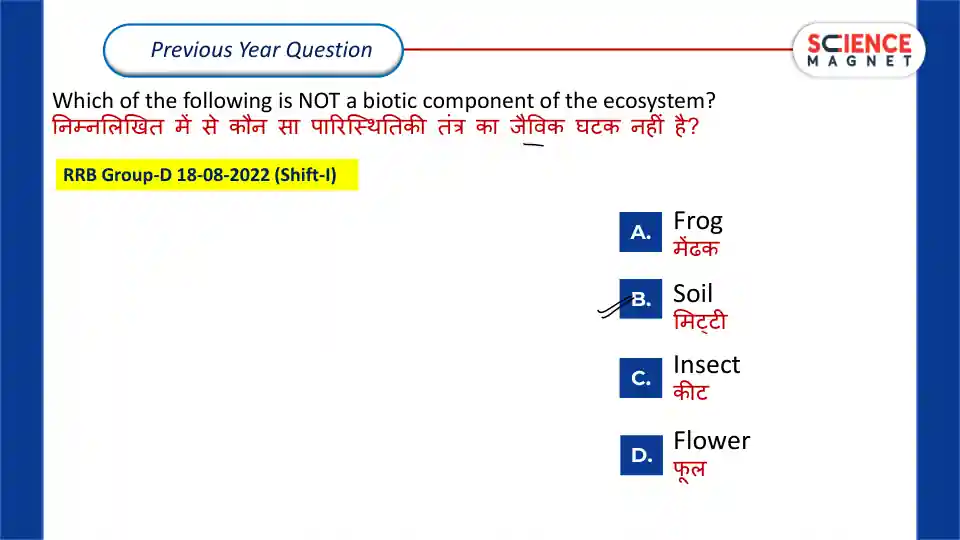 Previous Year Question
SCIENCE
MAGNET
Which of the following is NOT a biotic component of the ecosystem?
निम्नलिखित में से कौन सा पारिस्थितिकी तंत्र का जैविक घटक नहीं है?
RRB Group-D 18-08-2022 (Shift-I)
A. Frog
मेंढक
B. Soil
मिट्टी
C. Insect
कीट
D. Flower
फूल